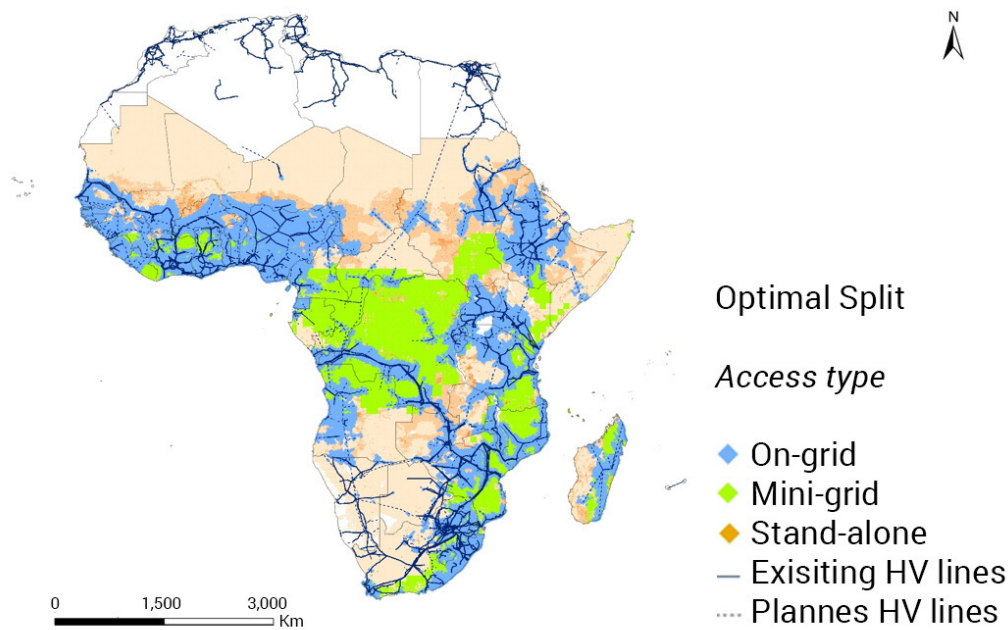 N
Optimal Split
Access type
On-grid
Mini-grid
Stand-alone
Exisiting HV lines
Plannes HV lines
0 1,500 3,000
Km